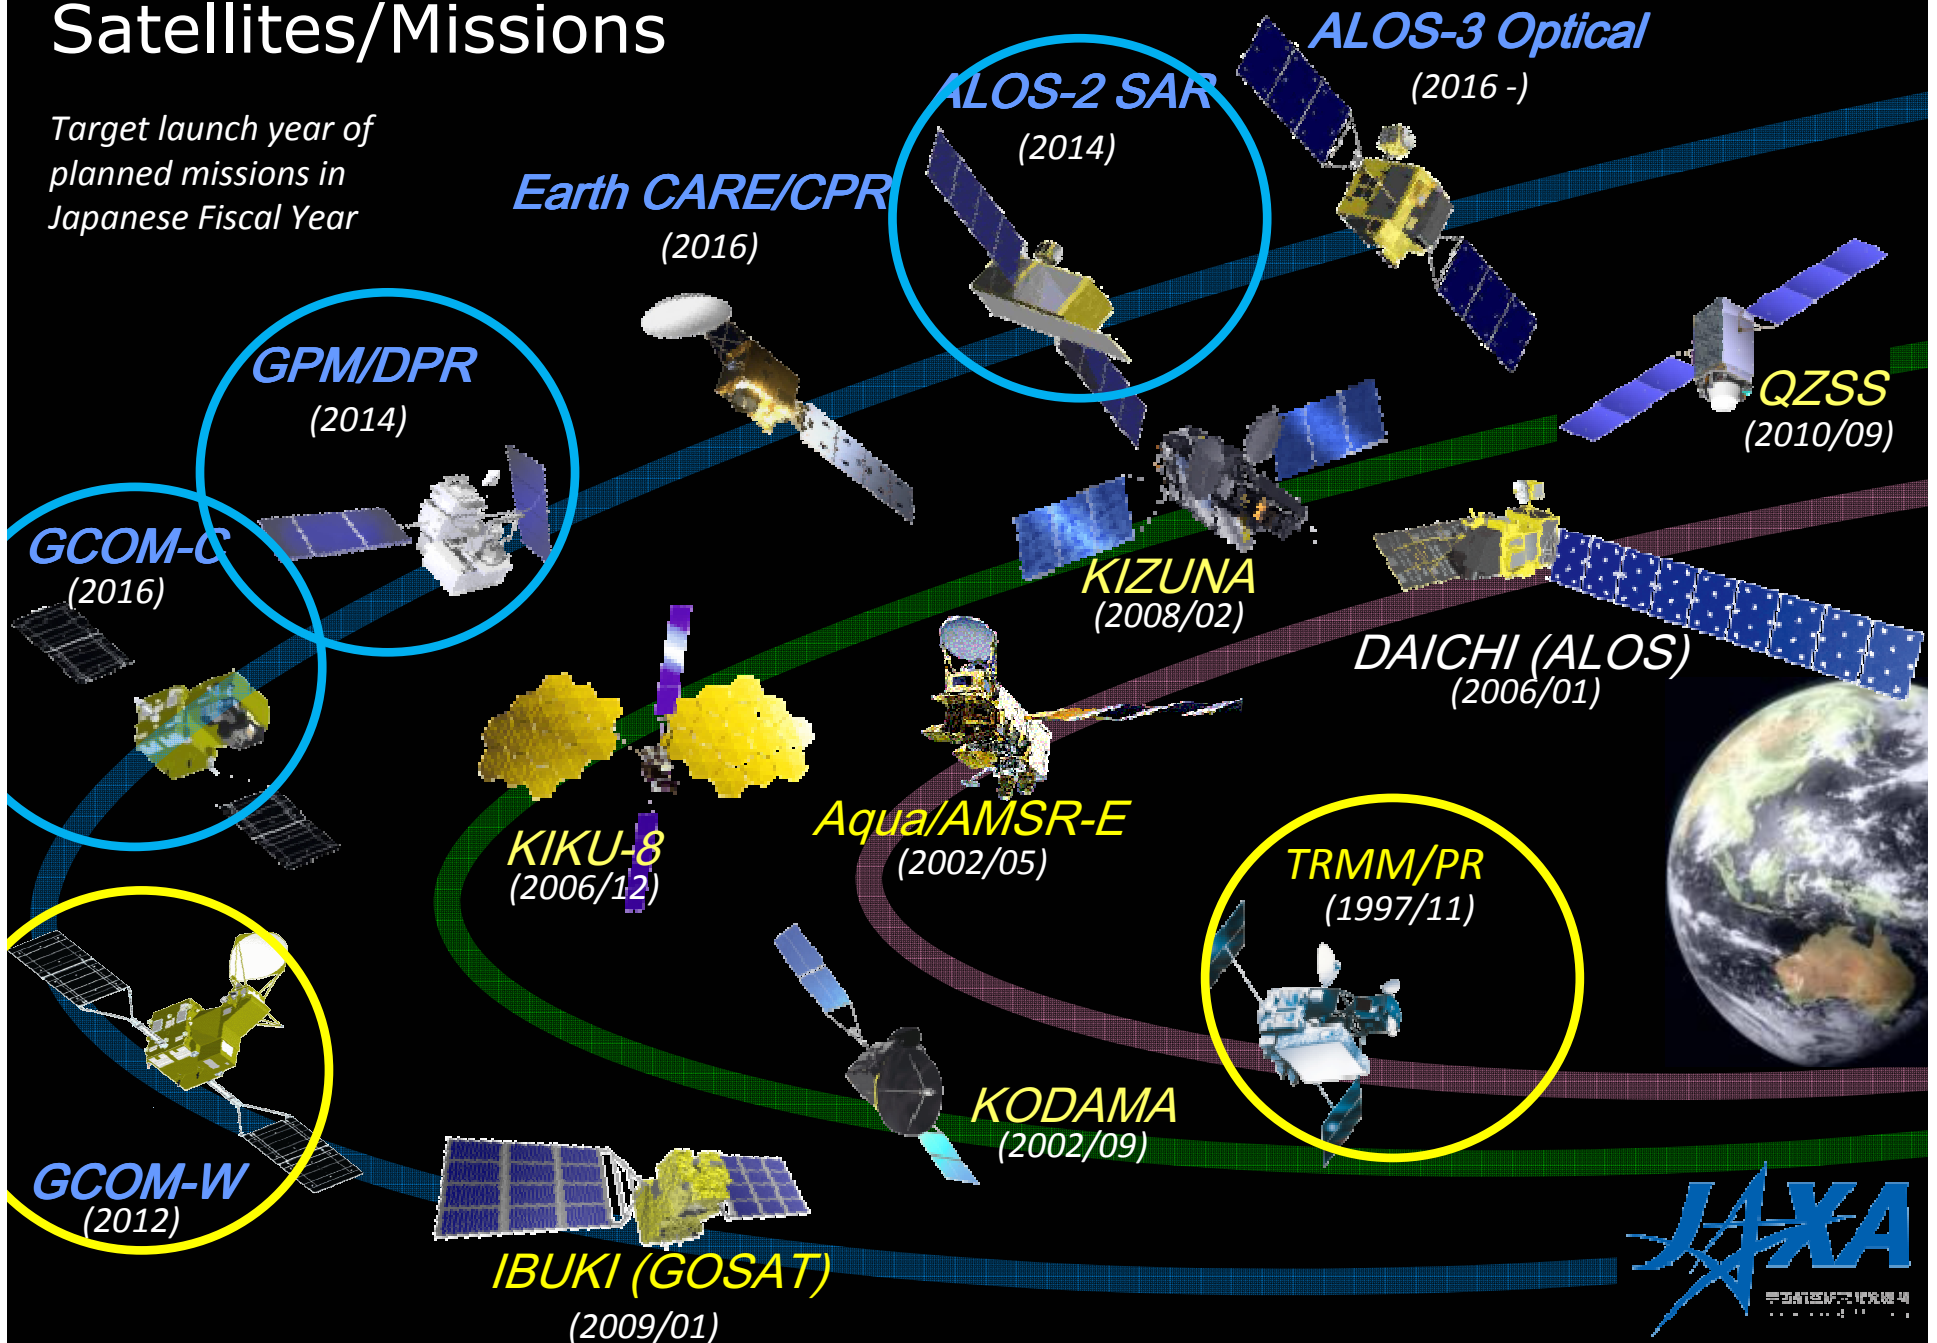 Satellites/Missions
Target launch year of
planned missions in
Japanese Fiscal Year
ALOS-3 Optical
(2016 -)
ALOS-2 SAR
(2014)
Earth CARE/CPR
(2016)
GPM/DPR
(2014)
QZSS
(2010/09)
GCOM-C
(2016)
KIZUNA
(2008/02)
DAICHI (ALOS)
(2006/01)
Aqua/AMSR-E
(2002/05)
KIKU-8
(2006/12)
TRMM/PR
(1997/11)
KODAMA
(2002/09)
GCOM-W
(2012)
IBUKI (GOSAT)
(2009/01)
JAXA